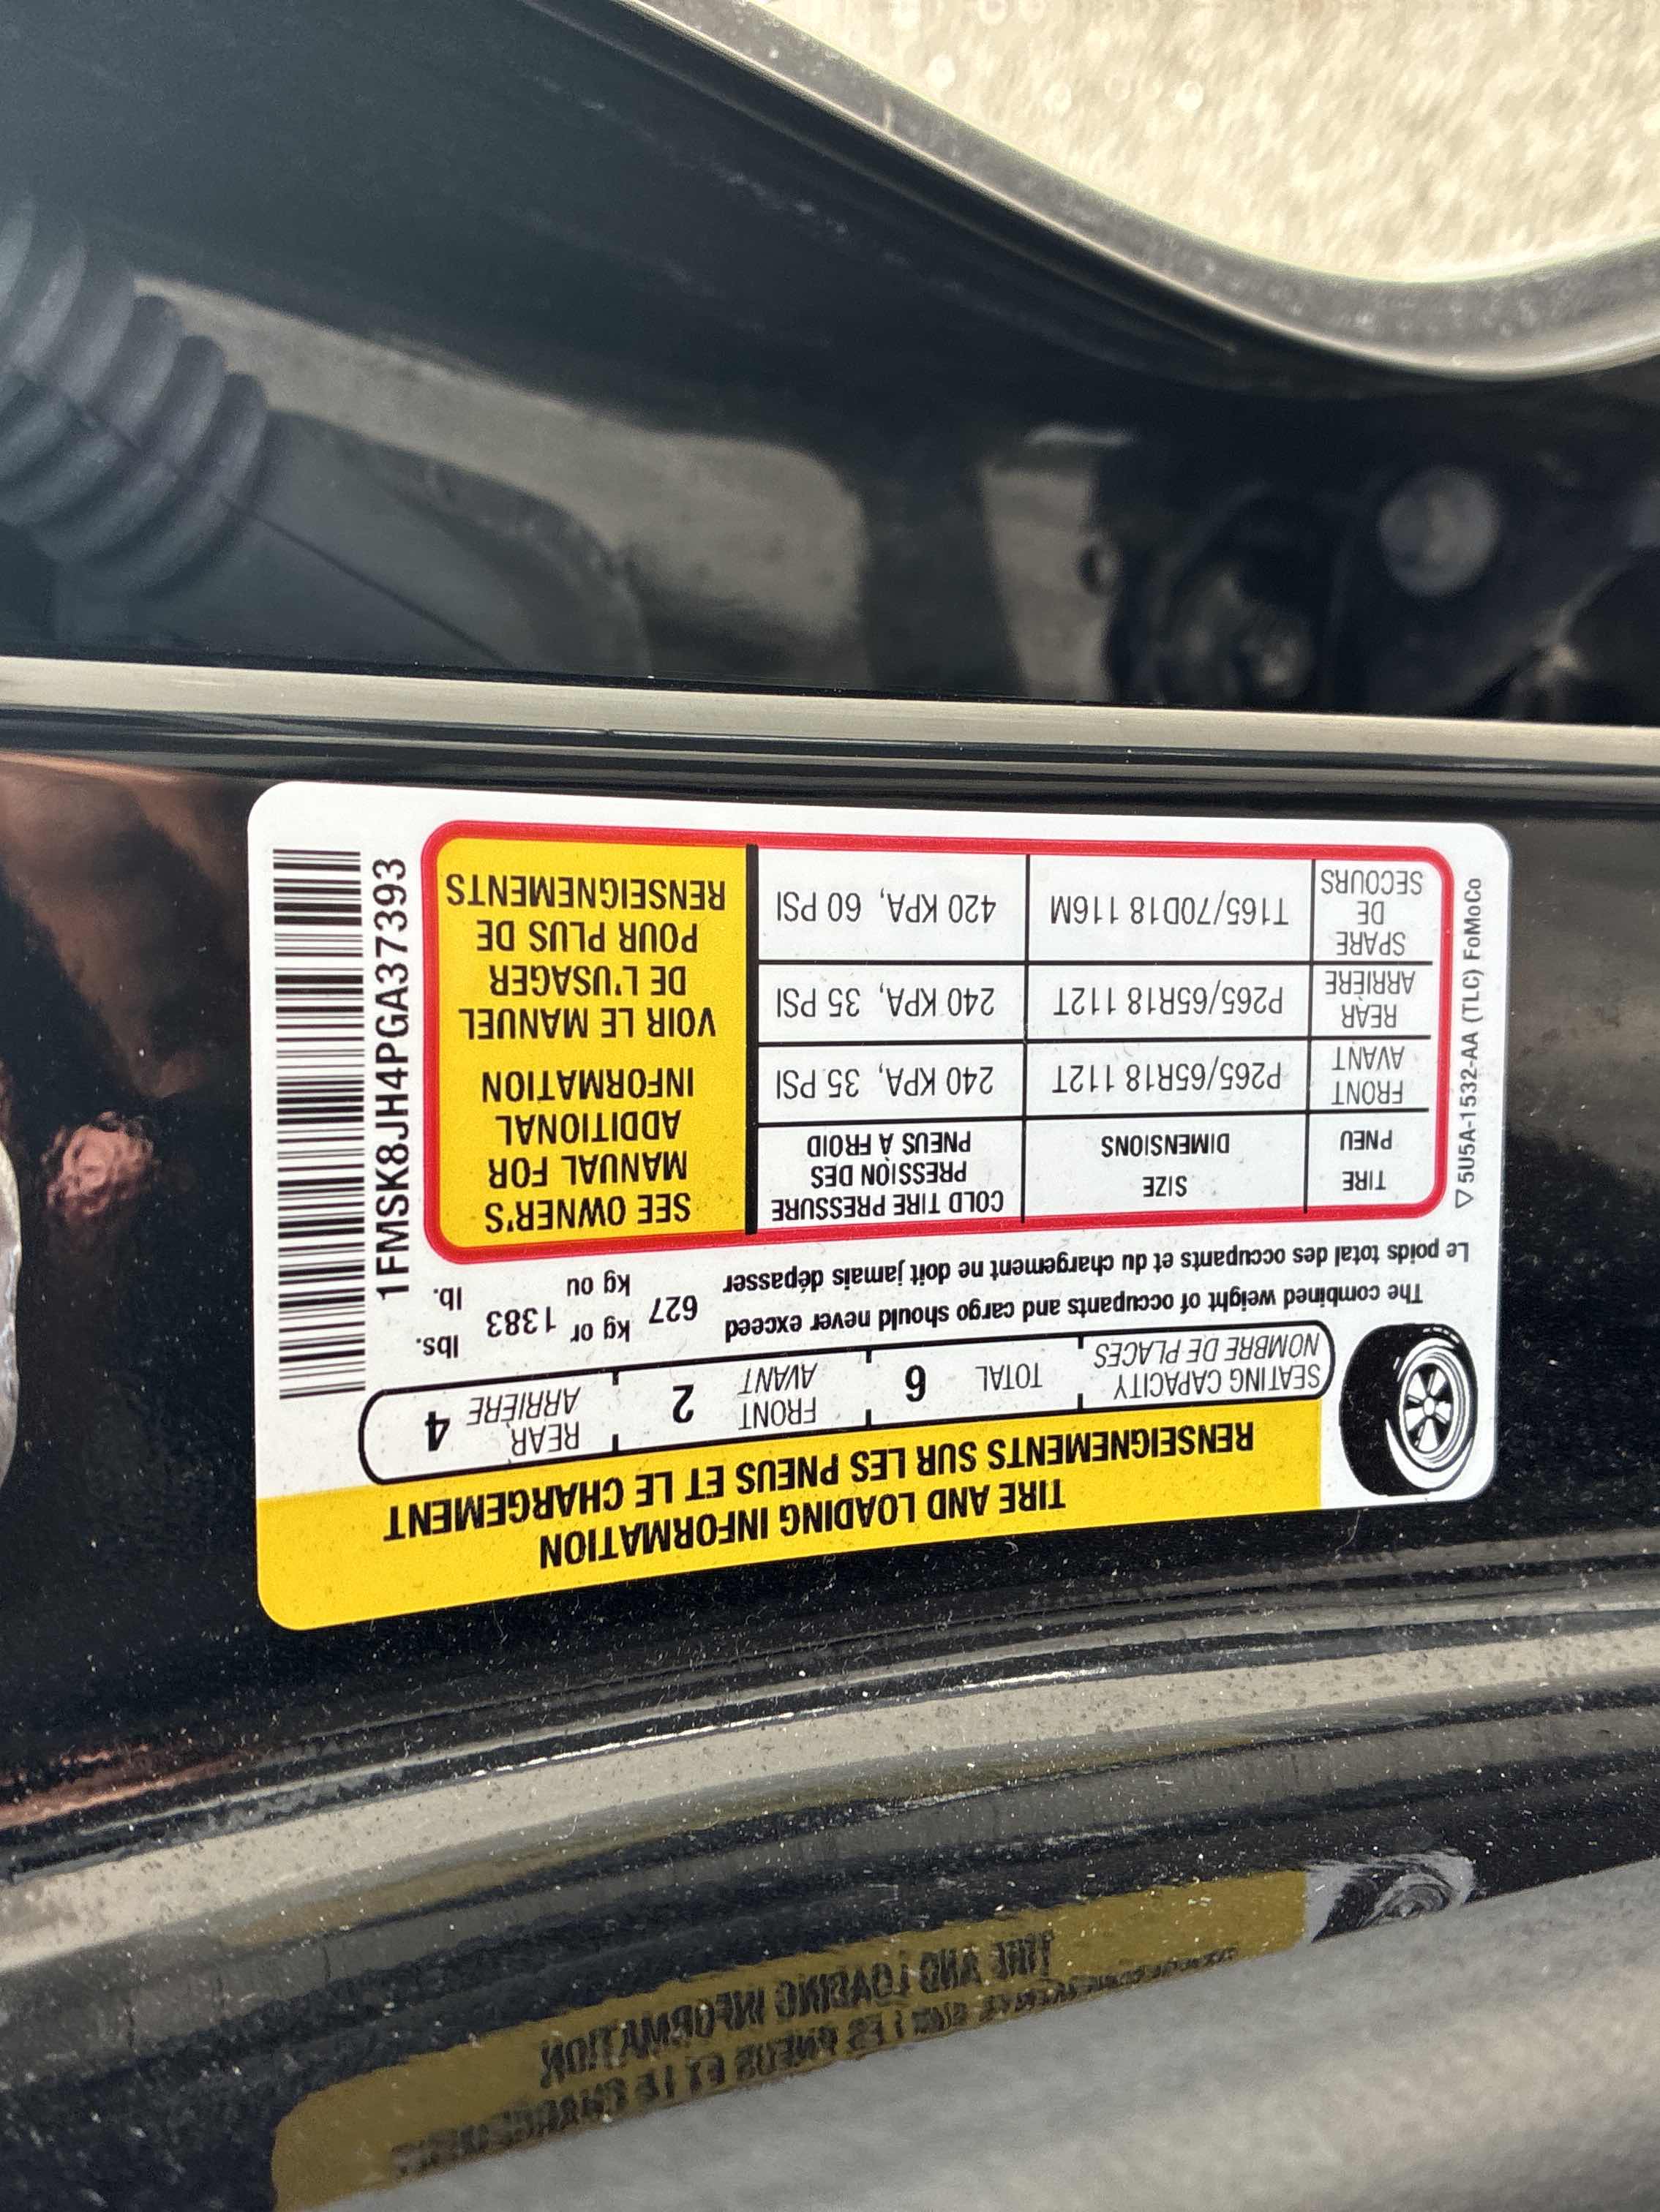 TIRE AND LOADING INFORMATION
RENSEIGNEMENTS SUR LES PNEUS ET LE CHARGEMENT
SEATING CAPACITY
NOMBRE DE PLACES
TOTAL 6
FRONT
AVANT 2
REAR
ARRIÈRE 4
The combined weight of occupants and cargo should never exceed 627 kg or 1383 lbs.
Le poids total des occupants et du chargement ne doit jamais dépasser kg ou lb.
TIRE
PNEU
SIZE
DIMENSIONS
COLD TIRE PRESSURE
PRESSION DES
PNEUS À FROID
FRONT
AVANT
P265/65R18 112T
240 KPA, 35 PSI
REAR
ARRIÈRE
P265/65R18 112T
240 KPA, 35 PSI
SPARE
DE
SECOURS
T165/70D18 116M
420 KPA, 60 PSI
SEE OWNER'S
MANUAL FOR
ADDITIONAL
INFORMATION
VOIR LE MANUEL
DE L'USAGER
POUR PLUS DE
RENSEIGNEMENTS
▽5U5A-1532-AA (TLC) FoMoCo
1FMSK8JH4PGA37393
TIRE AND LOADING INFORMATION